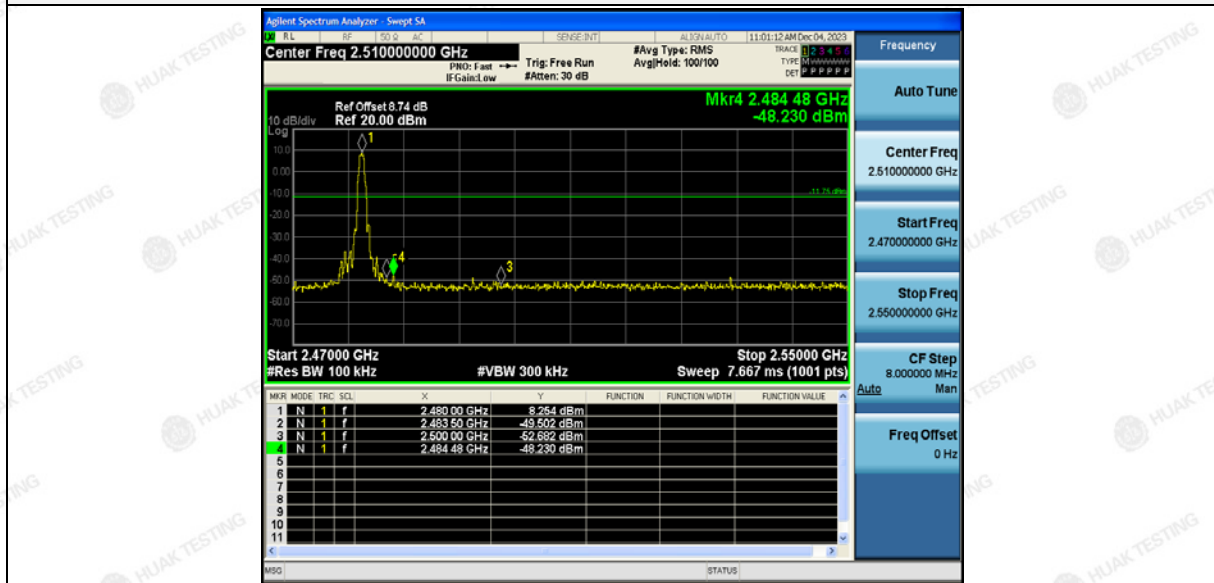 Agilent Spectrum Analyzer - Swept SA
RL RF 50 Ω AC SENSE:INT ALIGN AUTO 11:01:12 AM Dec 04, 2023
Center Freq 2.510000000 GHz
PNO: Fast
IFGain:Low
Trig: Free Run
#Atten: 30 dB
#Avg Type: RMS
Avg|Hold: 100/100
TRACE 1 2 3 4 5 6
TYPE M
DET P P P P P P
Frequency
Mkr4 2.484 48 GHz
-48.230 dBm
Ref Offset 8.74 dB
10 dB/div Ref 20.00 dBm
Log
10.0
0.00
-10.0
-20.0
-30.0
-40.0
-50.0
-60.0
-70.0
1
4
3
-11.75 dBm
Start 2.47000 GHz Stop 2.55000 GHz
#Res BW 100 kHz #VBW 300 kHz Sweep 7.667 ms (1001 pts)
MKR MODE TRC SCL X Y FUNCTION FUNCTION WIDTH FUNCTION VALUE
1 N 1 f 2.480 00 GHz 8.254 dBm
2 N 1 f 2.483 50 GHz -49.502 dBm
3 N 1 f 2.500 00 GHz -52.682 dBm
4 N 1 f 2.484 48 GHz -48.230 dBm
5
6
7
8
9
10
11
MSG STATUS
Auto Tune
Center Freq
2.510000000 GHz
Start Freq
2.470000000 GHz
Stop Freq
2.550000000 GHz
CF Step
8.000000 MHz
Auto Man
Freq Offset
0 Hz
HUAK TESTING
HUAK TESTING
HUAK TESTING
HUAK TESTING
HUAK TESTING
HUAK TESTING